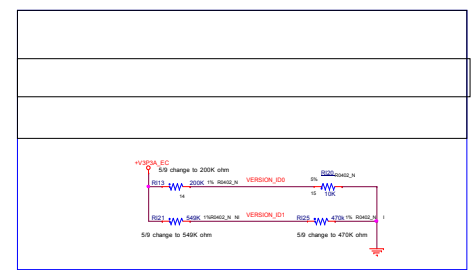 +V3P3A_EC
5/9 change to 200K ohm
RI13 200K 1% R0402_N VERSION_ID0 5% RI20 R0402_N
14 15 10K
RI21 549K 1% R0402_N NI VERSION_ID1 RI25 470k 1% R0402_N I
5/9 change to 549K ohm 5/9 change to 470K ohm